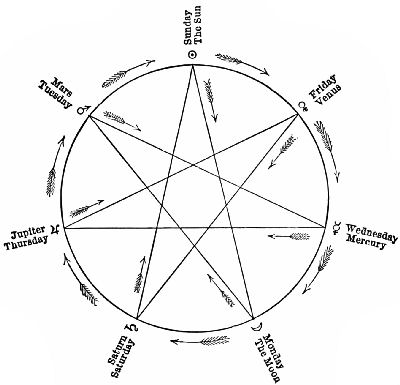 Sunday
The Sun
☉
Friday
Venus
♀
Wednesday
Mercury
☿
Monday
The Moon
☽
Saturn
Saturday
♄
Jupiter
Thursday
♃
Mars
Tuesday
♂